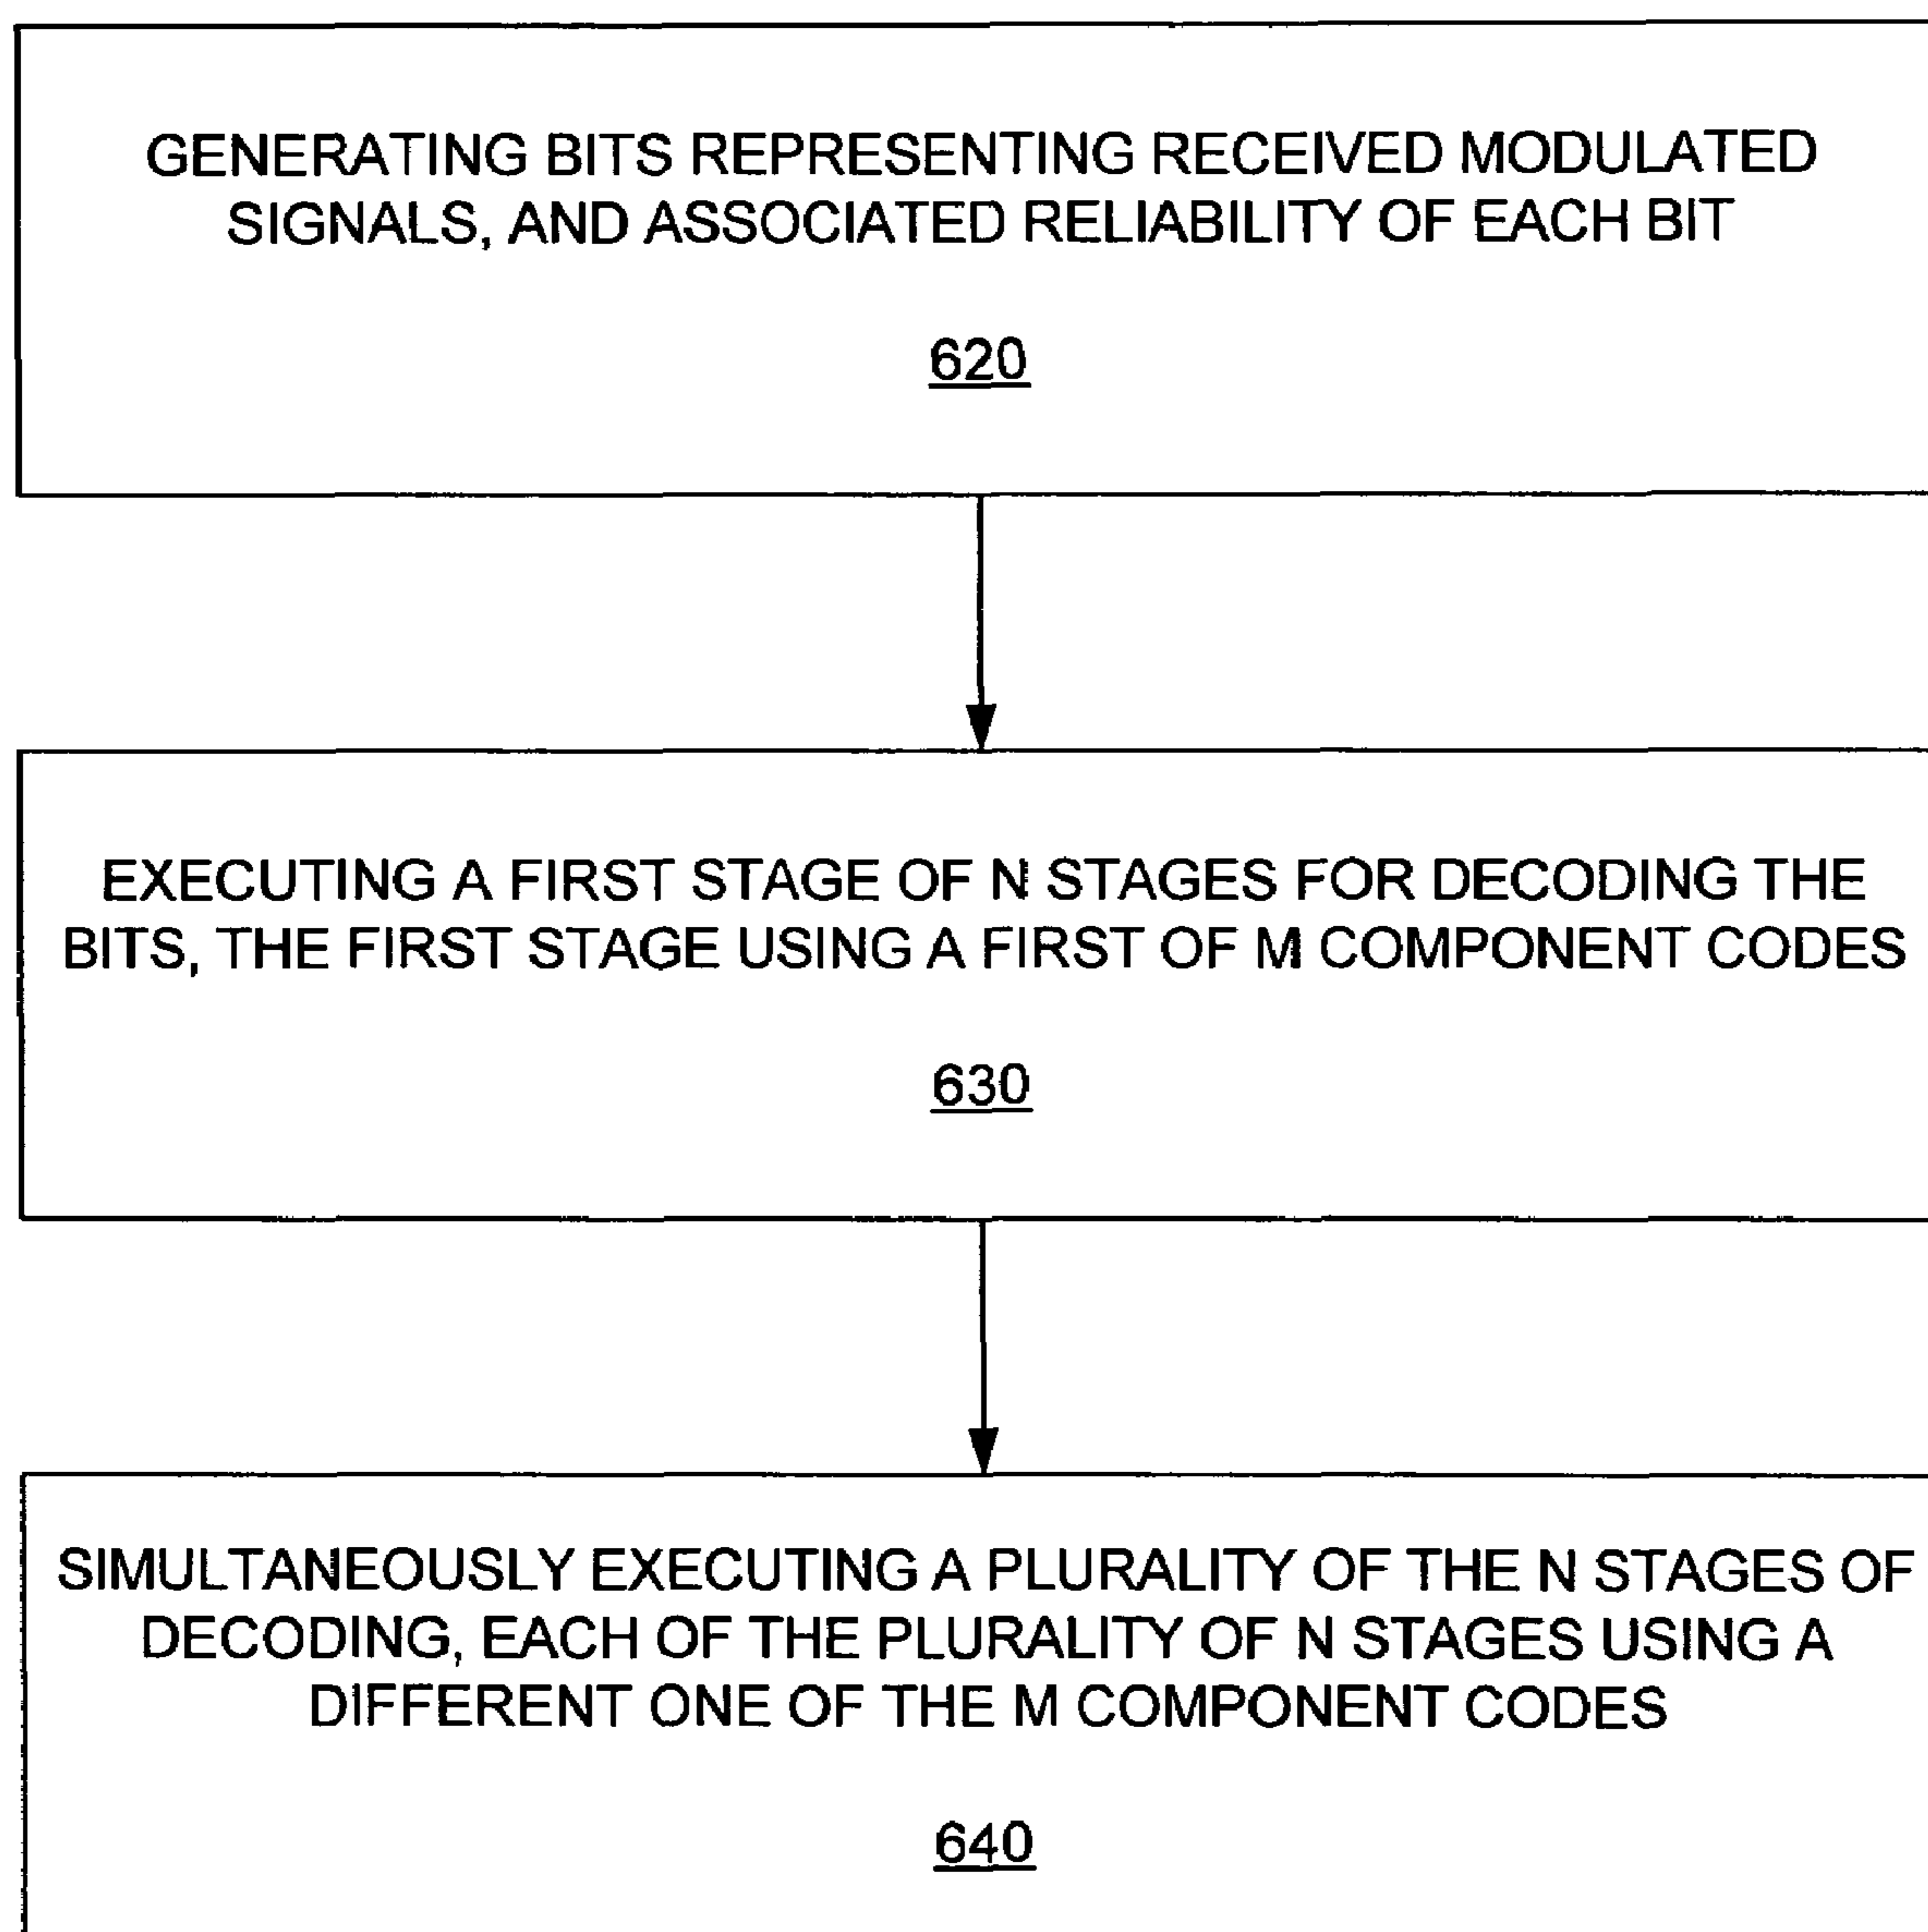 GENERATING BITS REPRESENTING RECEIVED MODULATED
SIGNALS, AND ASSOCIATED RELIABILITY OF EACH BIT
620
EXECUTING A FIRST STAGE OF N STAGES FOR DECODING THE
BITS, THE FIRST STAGE USING A FIRST OF M COMPONENT CODES
630
SIMULTANEOUSLY EXECUTING A PLURALITY OF THE N STAGES OF
DECODING, EACH OF THE PLURALITY OF N STAGES USING A
DIFFERENT ONE OF THE M COMPONENT CODES
640